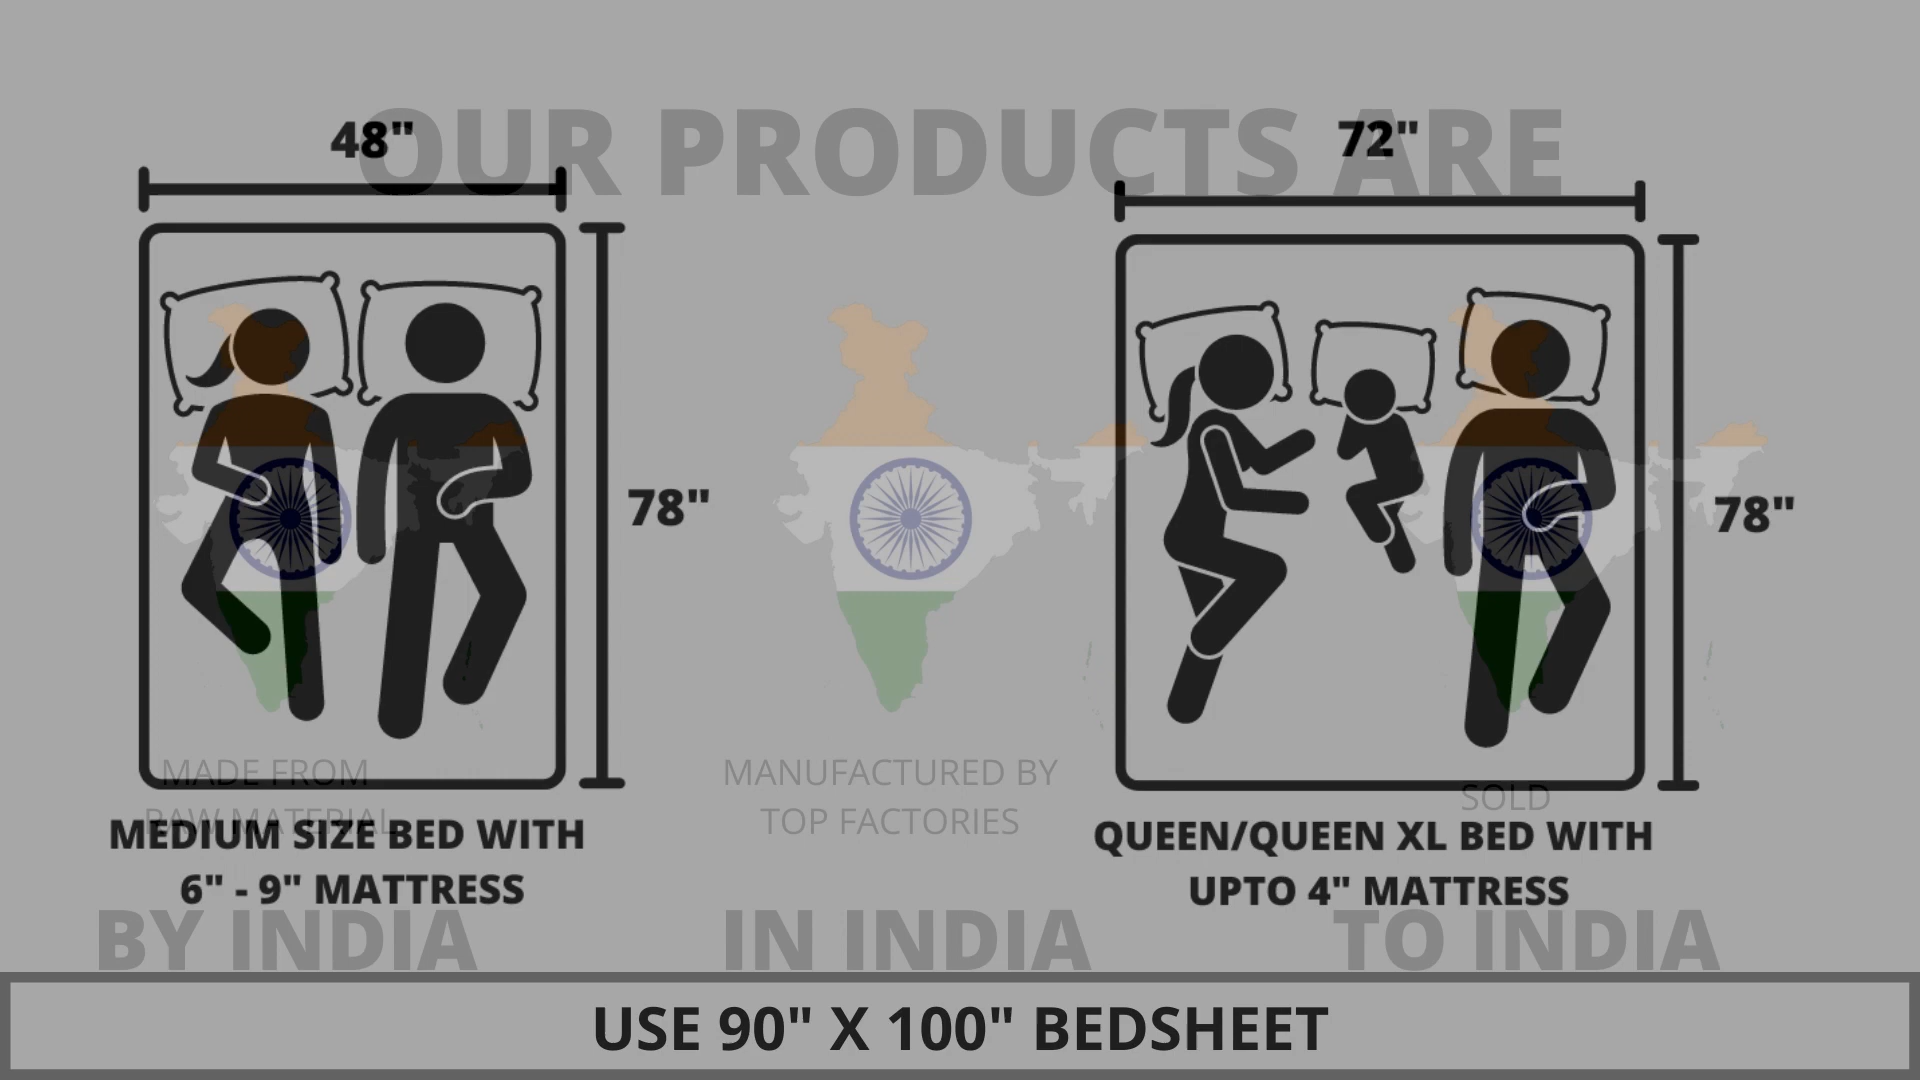 OUR PRODUCTS ARE
48"
72"
78"
78"
MADE FROM
RAW MATERIAL
MANUFACTURED BY
TOP FACTORIES
SOLD
MEDIUM SIZE BED WITH
6" - 9" MATTRESS
QUEEN/QUEEN XL BED WITH
UPTO 4" MATTRESS
BY INDIA
IN INDIA
TO INDIA
USE 90" X 100" BEDSHEET